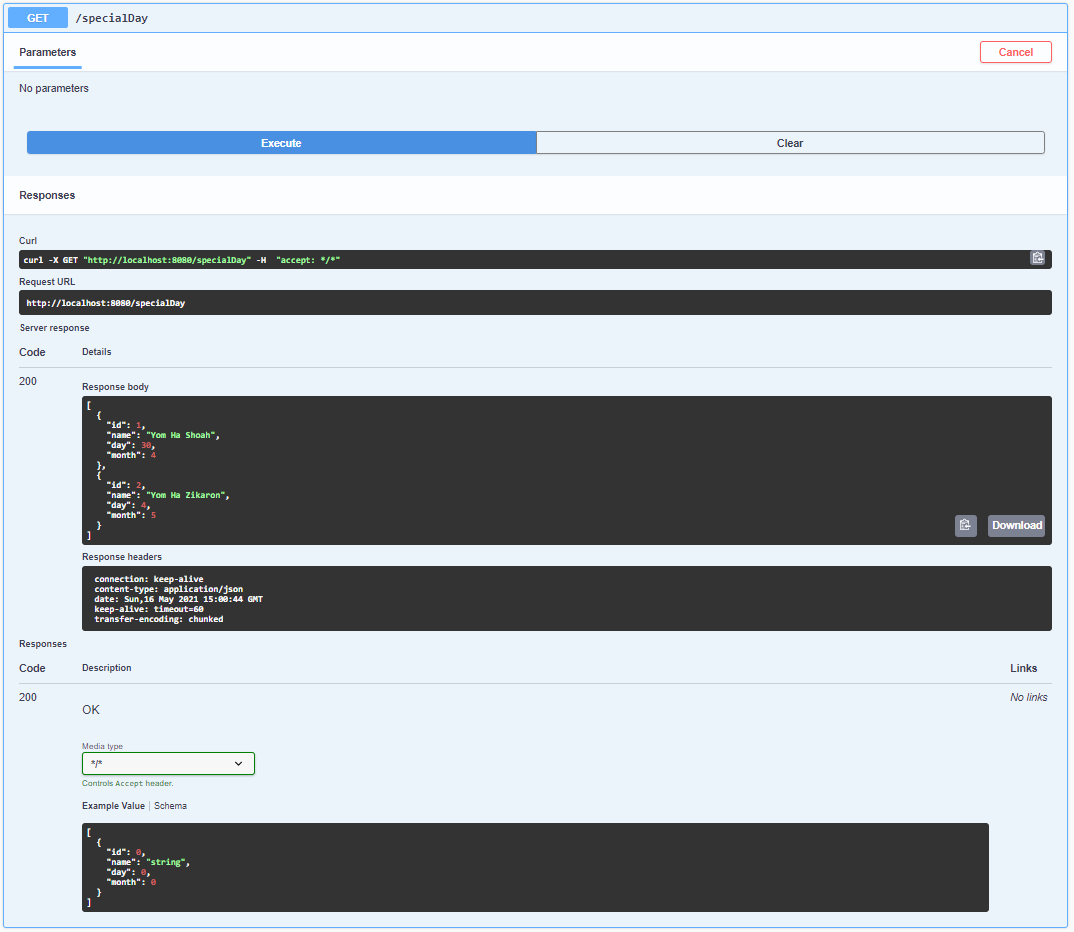 GET /specialDay
Parameters Cancel
No parameters
Execute Clear
Responses
Curl
curl -X GET "http://localhost:8080/specialDay" -H  "accept: */*"
Request URL
http://localhost:8080/specialDay
Server response
Code Details
200
Response body
[
  {
    "id": 1,
    "name": "Yom Ha Shoah",
    "day": 30,
    "month": 4
  },
  {
    "id": 2,
    "name": "Yom Ha Zikaron",
    "day": 4,
    "month": 5
  }
]
Download
Response headers
connection: keep-alive
content-type: application/json
date: Sun,16 May 2021 15:00:44 GMT
keep-alive: timeout=60
transfer-encoding: chunked
Responses
Code Description Links
200 No links
OK
Media type
*/*
Controls Accept header.
Example Value Schema
[
  {
    "id": 0,
    "name": "string",
    "day": 0,
    "month": 0
  }
]